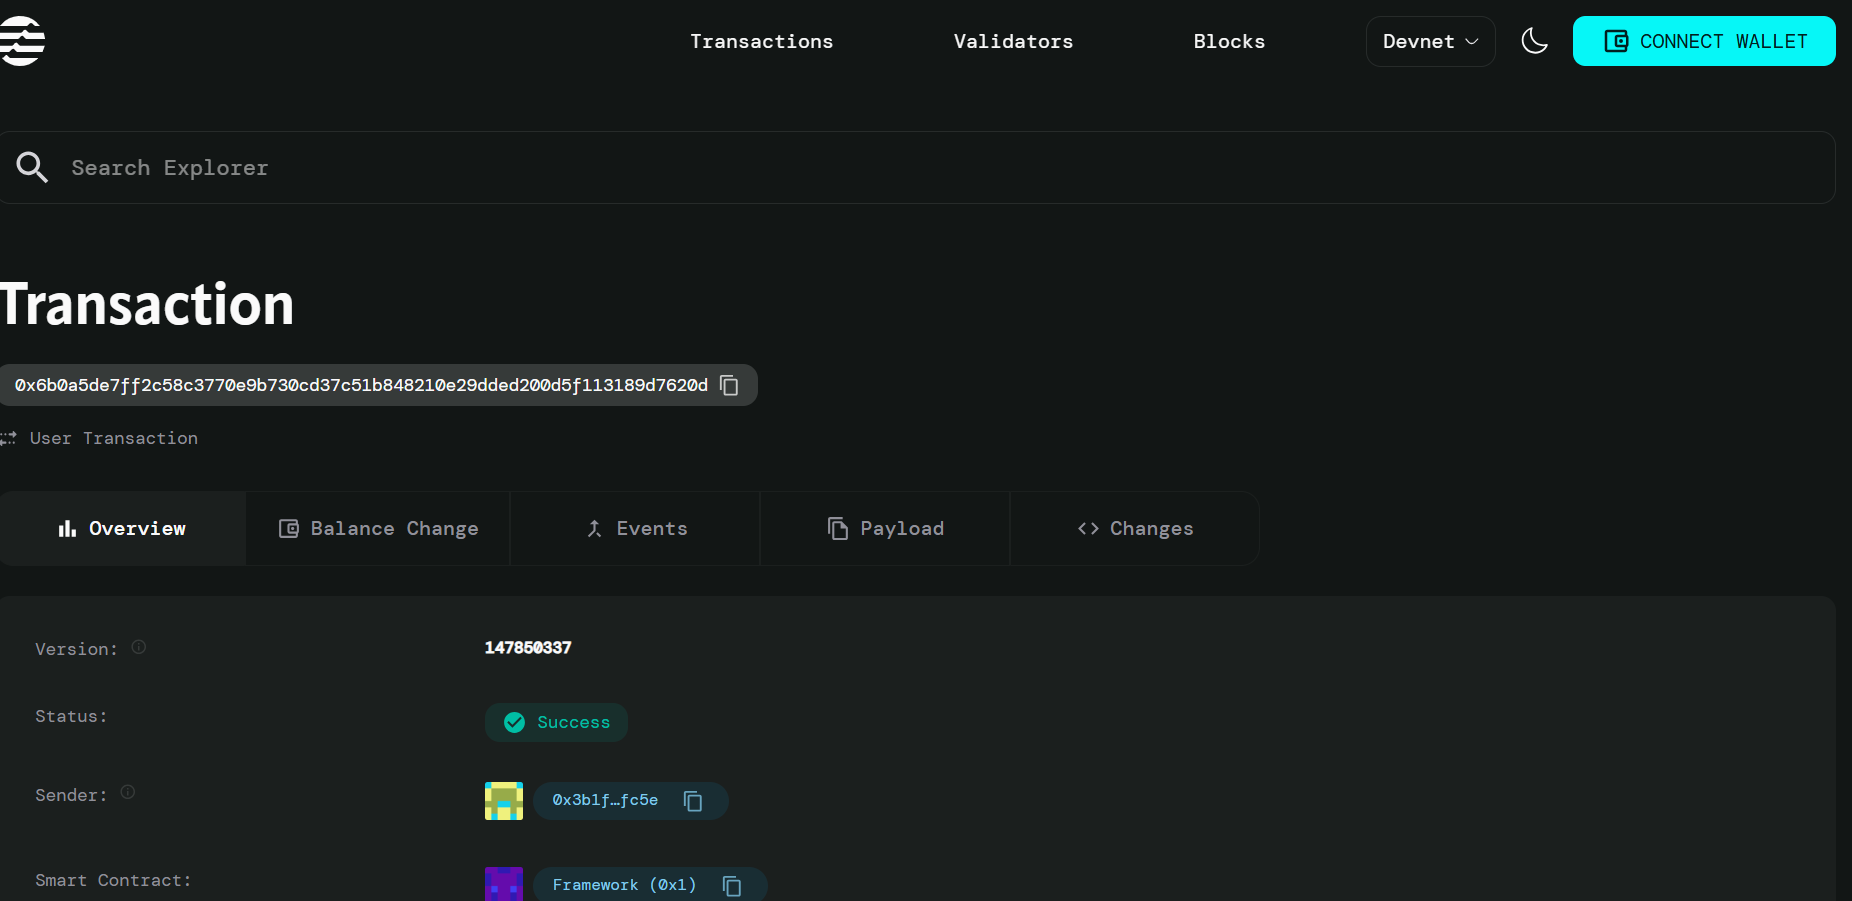 Transactions Validators Blocks Devnet CONNECT WALLET
Search Explorer
Transaction
0x6b0a5de7ff2c58c3770e9b730cd37c51b848210e29dded200d5f113189d7620d
User Transaction
Overview Balance Change Events Payload Changes
Version: 147850337
Status: Success
Sender: 0x3b1f…fc5e
Smart Contract: Framework (0x1)